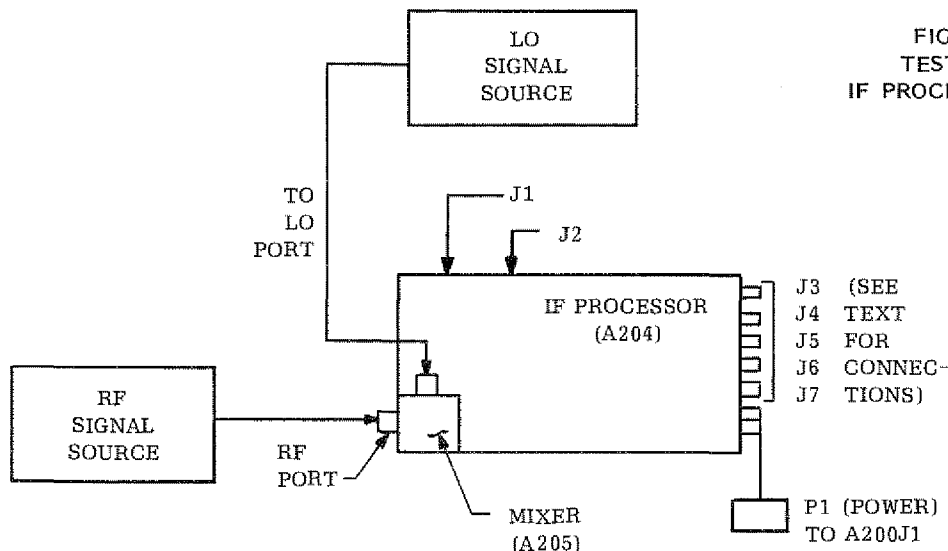 LO
SIGNAL
SOURCE
TO
LO
PORT
J1
J2
IF PROCESSOR
(A204)
J3 (SEE
J4 TEXT
J5 FOR
J6 CONNEC-
J7 TIONS)
RF
SIGNAL
SOURCE
RF
PORT
MIXER
(A205)
P1 (POWER)
TO A200J1